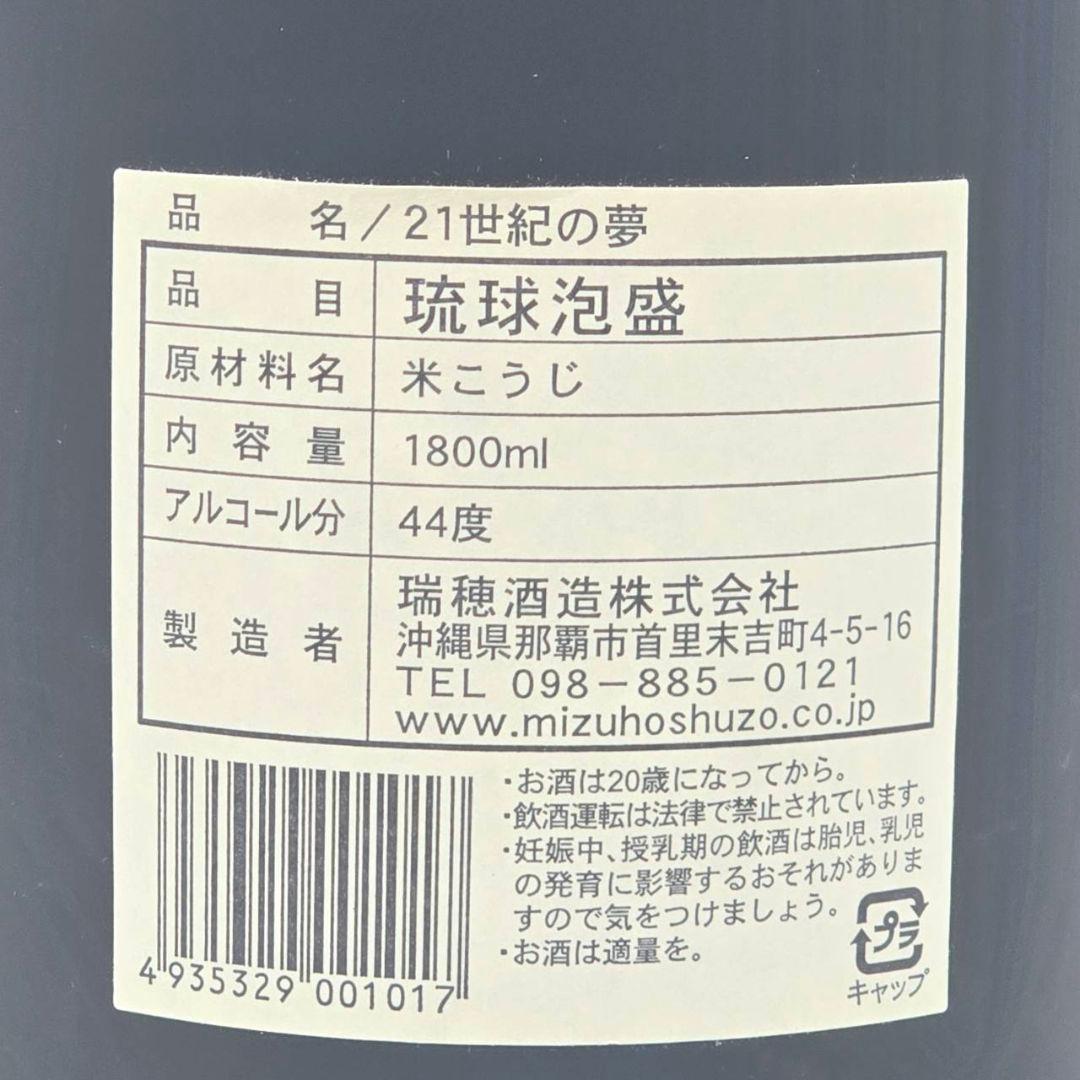 品名/21世紀の夢
品目 琉球泡盛
原材料名 米こうじ
内容量 1800ml
アルコール分 44度
製造者 瑞穂酒造株式会社
沖縄県那覇市首里末吉町4-5-16
TEL 098-885-0121
www.mizuhoshuzo.co.jp
・お酒は20歳になってから。
・飲酒運転は法律で禁止されています。
・妊娠中、授乳期の飲酒は胎児、乳児
の発育に影響するおそれがありま
すので気をつけましょう。
・お酒は適量を。
プラ
キャップ
4 935329 001017